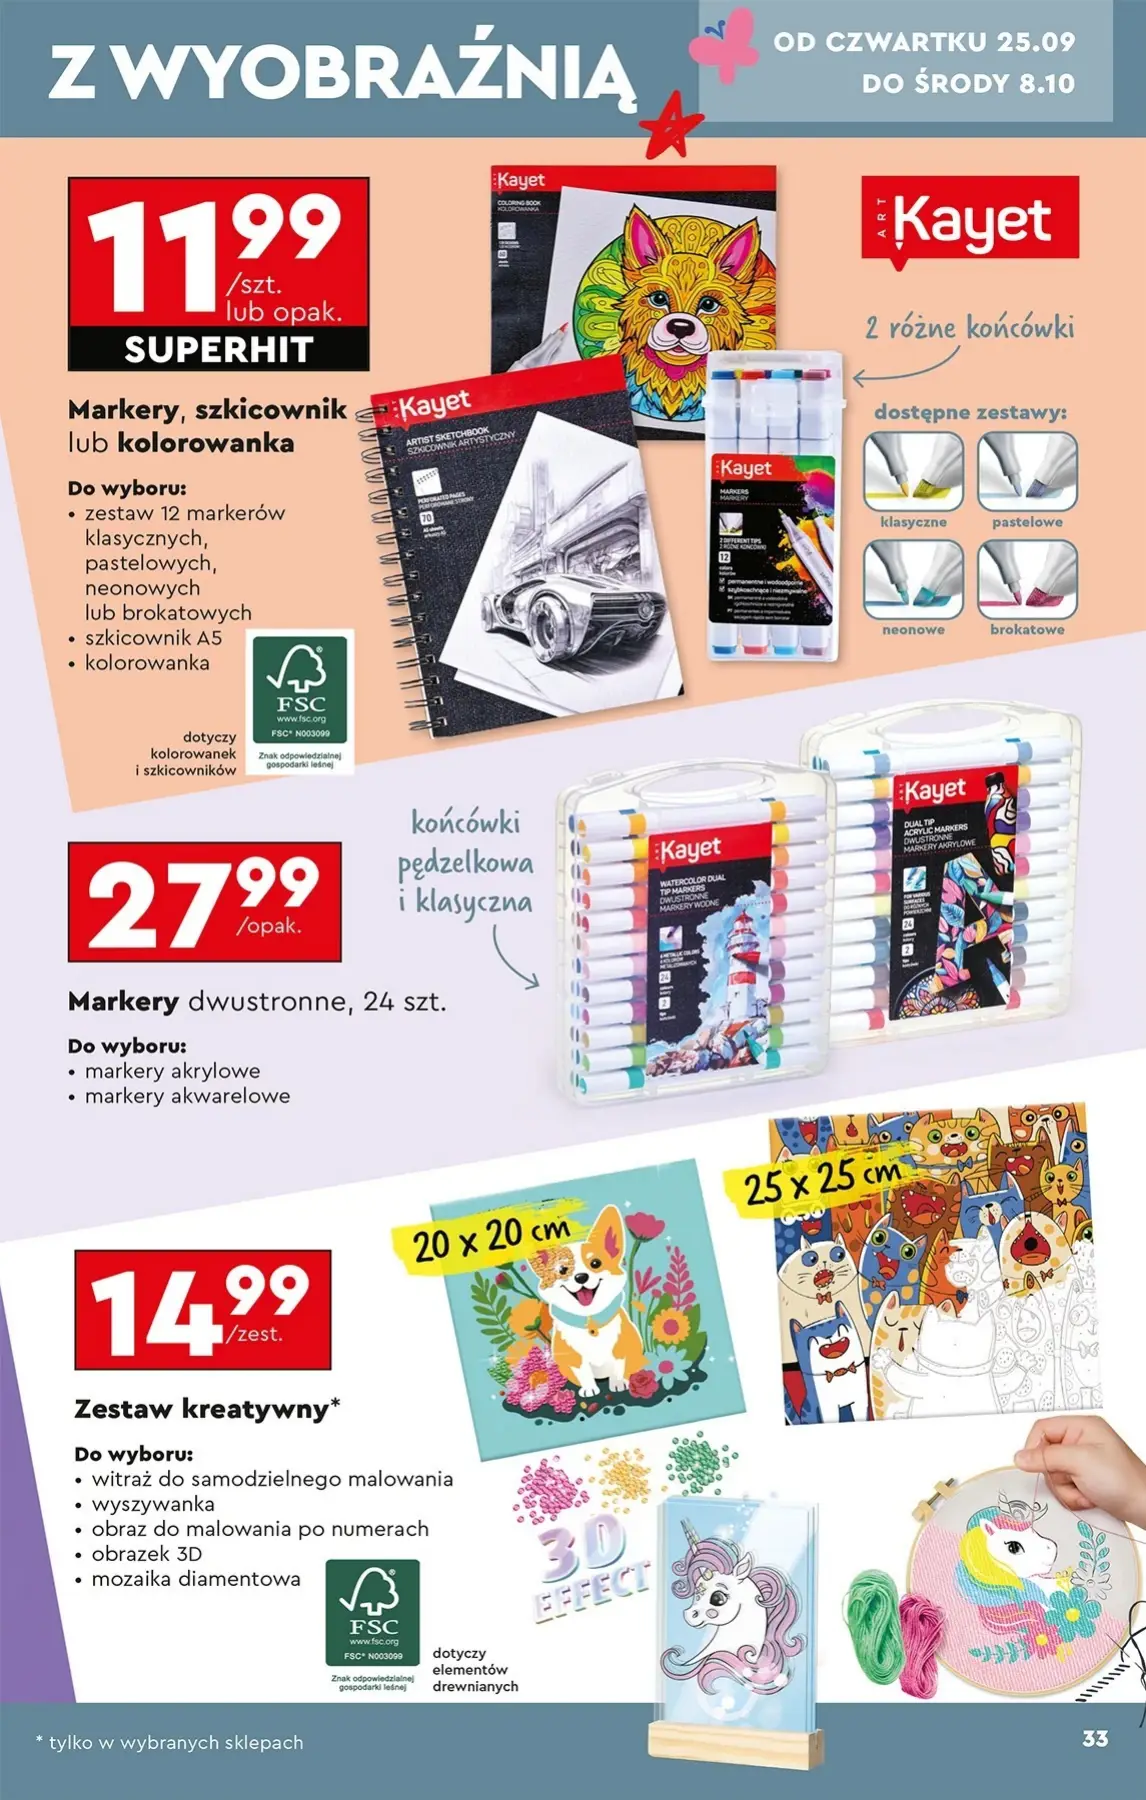 Z WYOBRAŹNIĄ
OD CZWARTKU 25.09
DO ŚRODY 8.10
11 99
/szt.
lub opak.
SUPERHIT
Markery, szkicownik
lub kolorowanka
Do wyboru:
• zestaw 12 markerów
klasycznych,
pastelowych,
neonowych
lub brokatowych
• szkicownik A5
• kolorowanka
dotyczy
kolorowanek
i szkicowników
FSC
www.fsc.org
FSC® N003099
Znak odpowiedzialnej
gospodarki leśnej
Kayet
COLORING BOOK
KOLOROWANKA
Kayet
ARTIST SKETCHBOOK
SZKICOWNIK ARTYSTYCZNY
PERFORATED PAGES
PERFOROWANE STRONY
70
Kayet
MARKERS
MARKERY
2 DIFFERENT TIPS
2 RÓŻNE KOŃCÓWKI
12
ART
Kayet
2 różne końcówki
dostępne zestawy:
klasyczne
pastelowe
neonowe
brokatowe
27 99
/opak.
Markery dwustronne, 24 szt.
Do wyboru:
• markery akrylowe
• markery akwarelowe
końcówki
pędzelkowa
i klasyczna
ART
Kayet
WATERCOLOR DUAL
TIP MARKERS
DWUSTRONNE
MARKERY WODNE
24
2
ART
Kayet
DUAL TIP
ACRYLIC MARKERS
DWUSTRONNE
MARKERY AKRYLOWE
24
2
14 99
/zest.
Zestaw kreatywny*
Do wyboru:
• witraż do samodzielnego malowania
• wyszywanka
• obraz do malowania po numerach
• obrazek 3D
• mozaika diamentowa
FSC
www.fsc.org
FSC® N003099
Znak odpowiedzialnej
gospodarki leśnej
dotyczy
elementów
drewnianych
20 x 20 cm
25 x 25 cm
3D
EFFECT
* tylko w wybranych sklepach
33